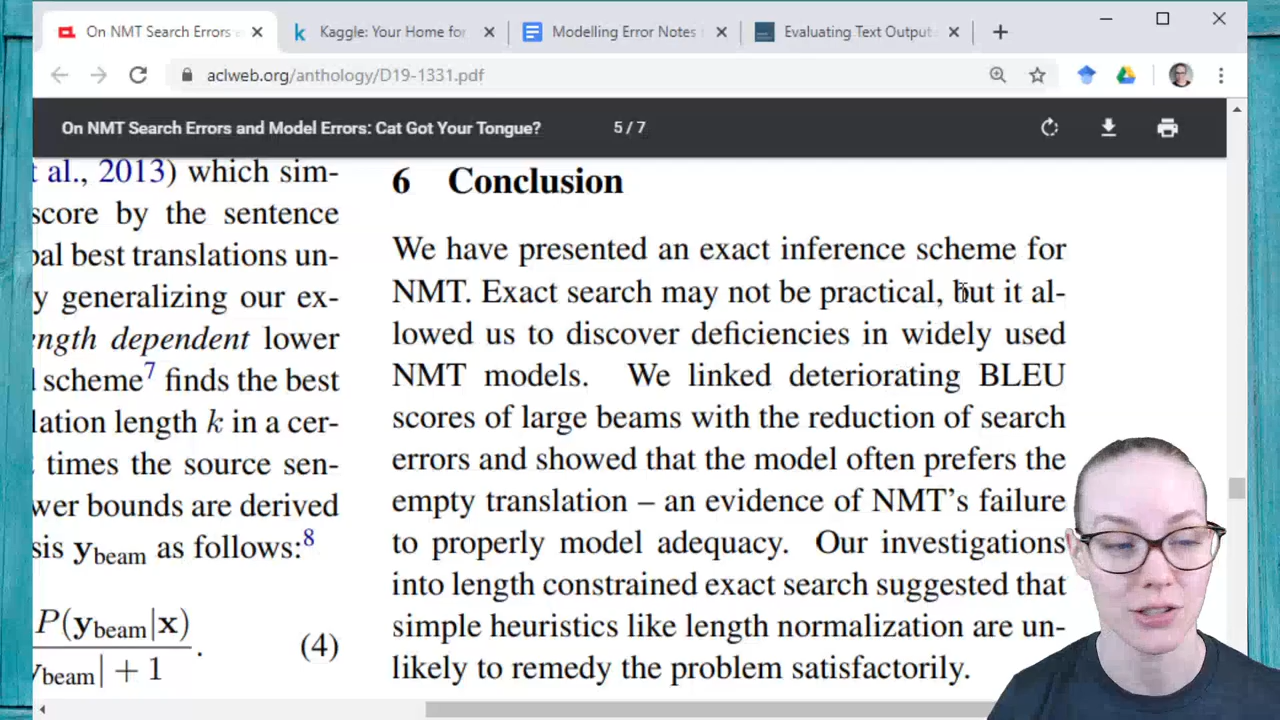 On NMT Search Errors a
Kaggle: Your Home for
Modelling Error Notes
Evaluating Text Output
aclweb.org/anthology/D19-1331.pdf
On NMT Search Errors and Model Errors: Cat Got Your Tongue?
5 / 7
t al., 2013) which sim-
score by the sentence
bal best translations un-
y generalizing our ex-
ength dependent lower
l scheme7 finds the best
lation length k in a cer-
times the source sen-
wer bounds are derived
sis ybeam as follows:8
P(ybeam|x)
ybeam| + 1
. (4)
6 Conclusion
We have presented an exact inference scheme for
NMT. Exact search may not be practical, but it al-
lowed us to discover deficiencies in widely used
NMT models. We linked deteriorating BLEU
scores of large beams with the reduction of search
errors and showed that the model often prefers the
empty translation – an evidence of NMT's failure
to properly model adequacy. Our investigations
into length constrained exact search suggested that
simple heuristics like length normalization are un-
likely to remedy the problem satisfactorily.